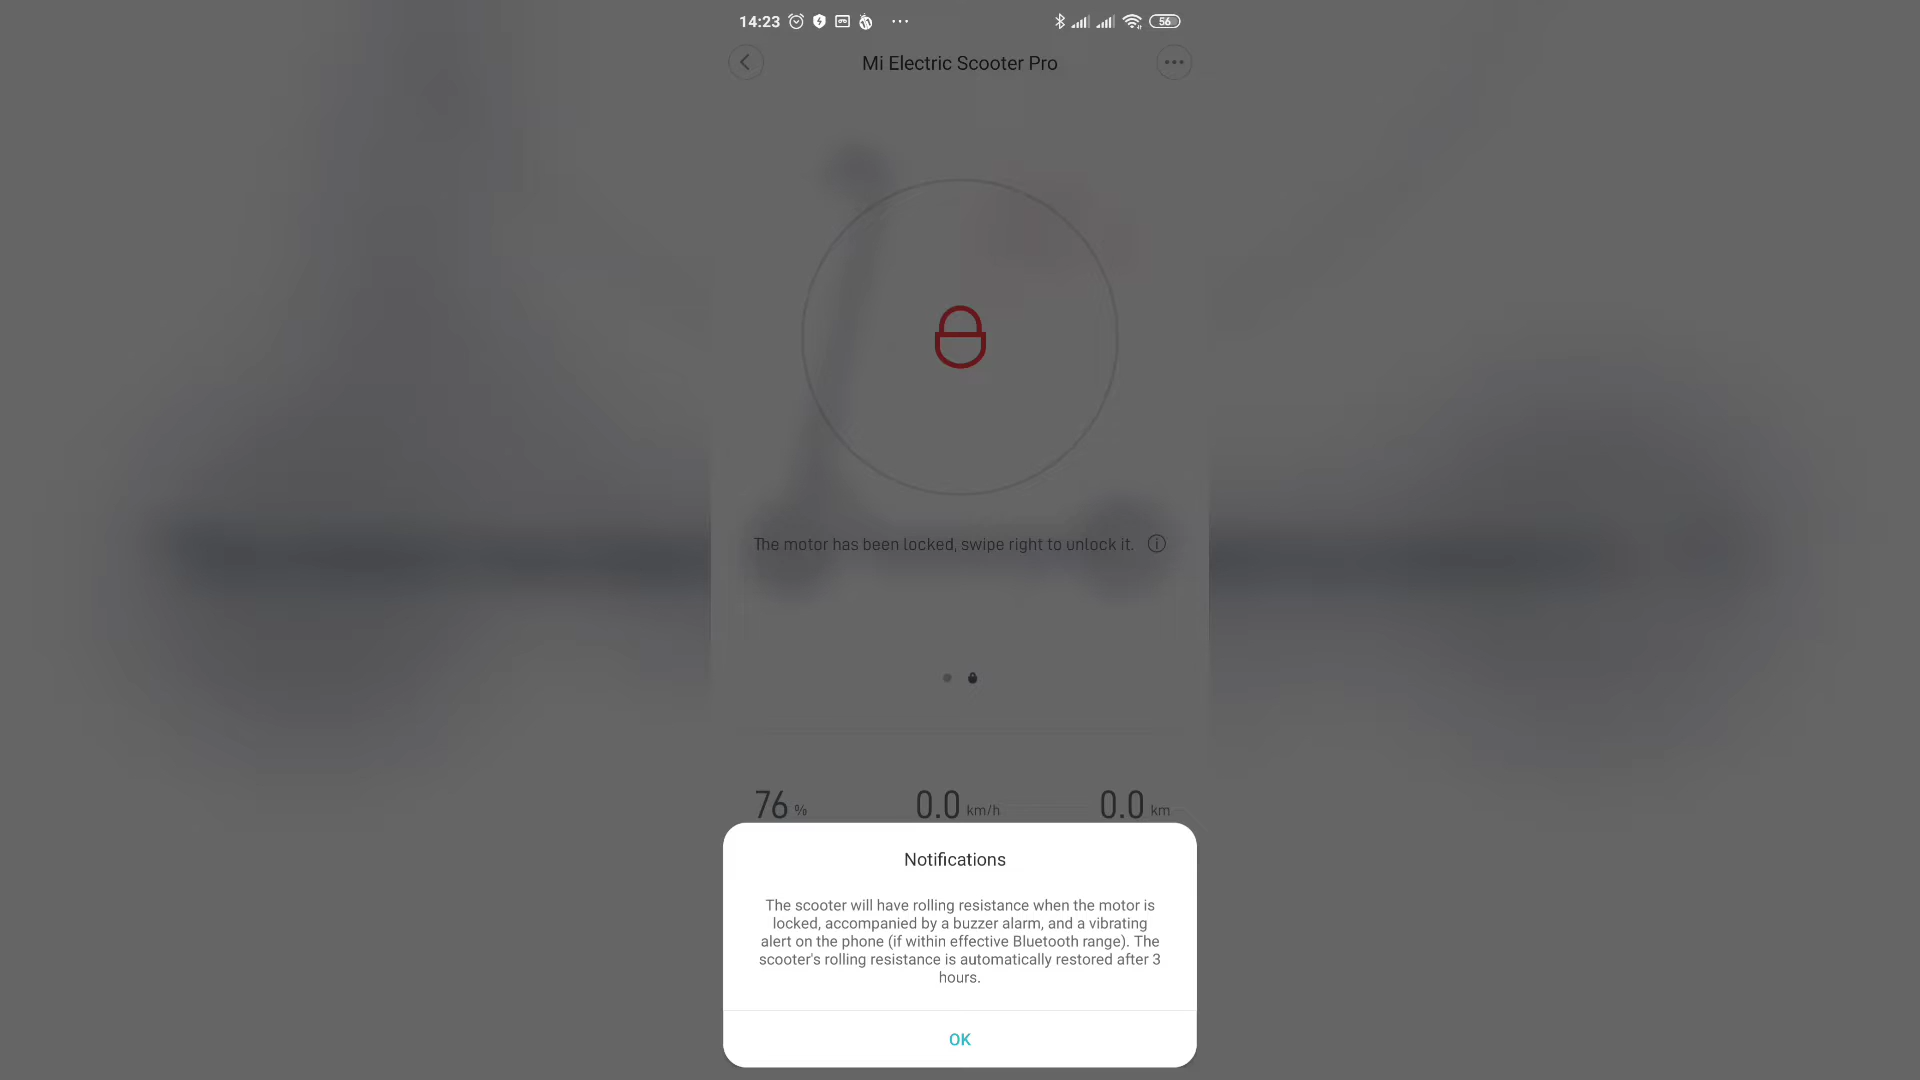 14:23
56
Mi Electric Scooter Pro
The motor has been locked, swipe right to unlock it.
76 %
0.0 km/h
0.0 km
Notifications
The scooter will have rolling resistance when the motor is
locked, accompanied by a buzzer alarm, and a vibrating
alert on the phone (if within effective Bluetooth range). The
scooter's rolling resistance is automatically restored after 3
hours.
OK